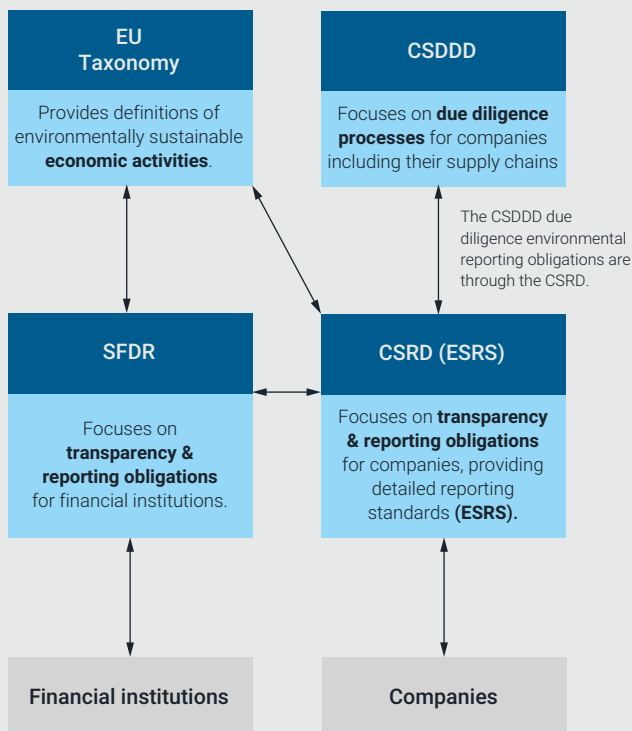 EU
Taxonomy
Provides definitions of
environmentally sustainable
economic activities.
CSDDD
Focuses on due diligence
processes for companies
including their supply chains
The CSDDD due
diligence environmental
reporting obligations are
through the CSRD.
SFDR
Focuses on
transparency &
reporting obligations
for financial institutions.
CSRD (ESRS)
Focuses on transparency
& reporting obligations
for companies, providing
detailed reporting
standards (ESRS).
Financial institutions
Companies